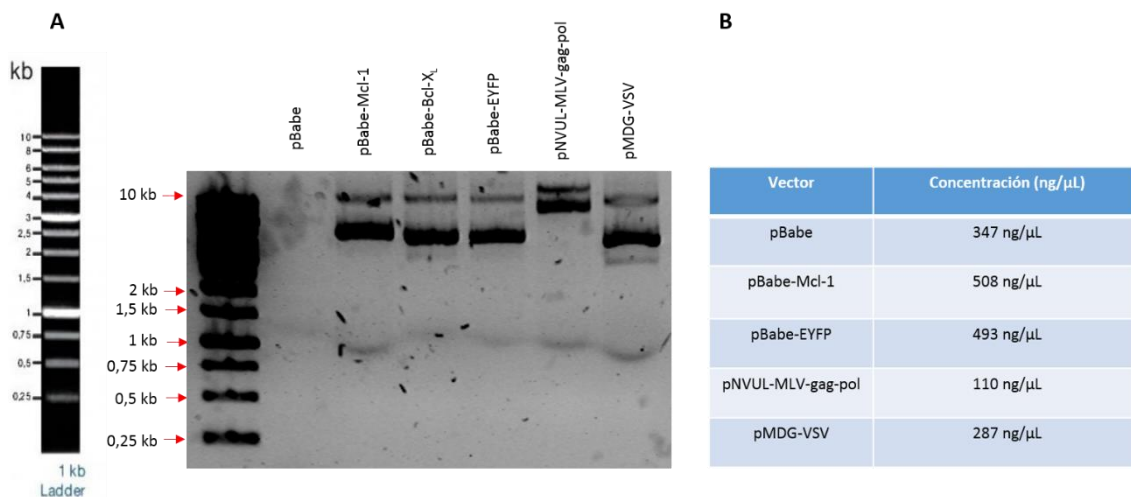 A
kb
10
8
6
5
4
3
2,5
2
1,5
1
0,75
0,5
0,25
1 kb
Ladder
pBabe
pBabe-Mcl-1
pBabe-Bcl-XL
pBabe-EYFP
pNVUL-MLV-gag-pol
pMDG-VSV
10 kb
2 kb
1,5 kb
1 kb
0,75 kb
0,5 kb
0,25 kb
B
Vector Concentración (ng/µL)
pBabe 347 ng/µL
pBabe-Mcl-1 508 ng/µL
pBabe-EYFP 493 ng/µL
pNVUL-MLV-gag-pol 110 ng/µL
pMDG-VSV 287 ng/µL